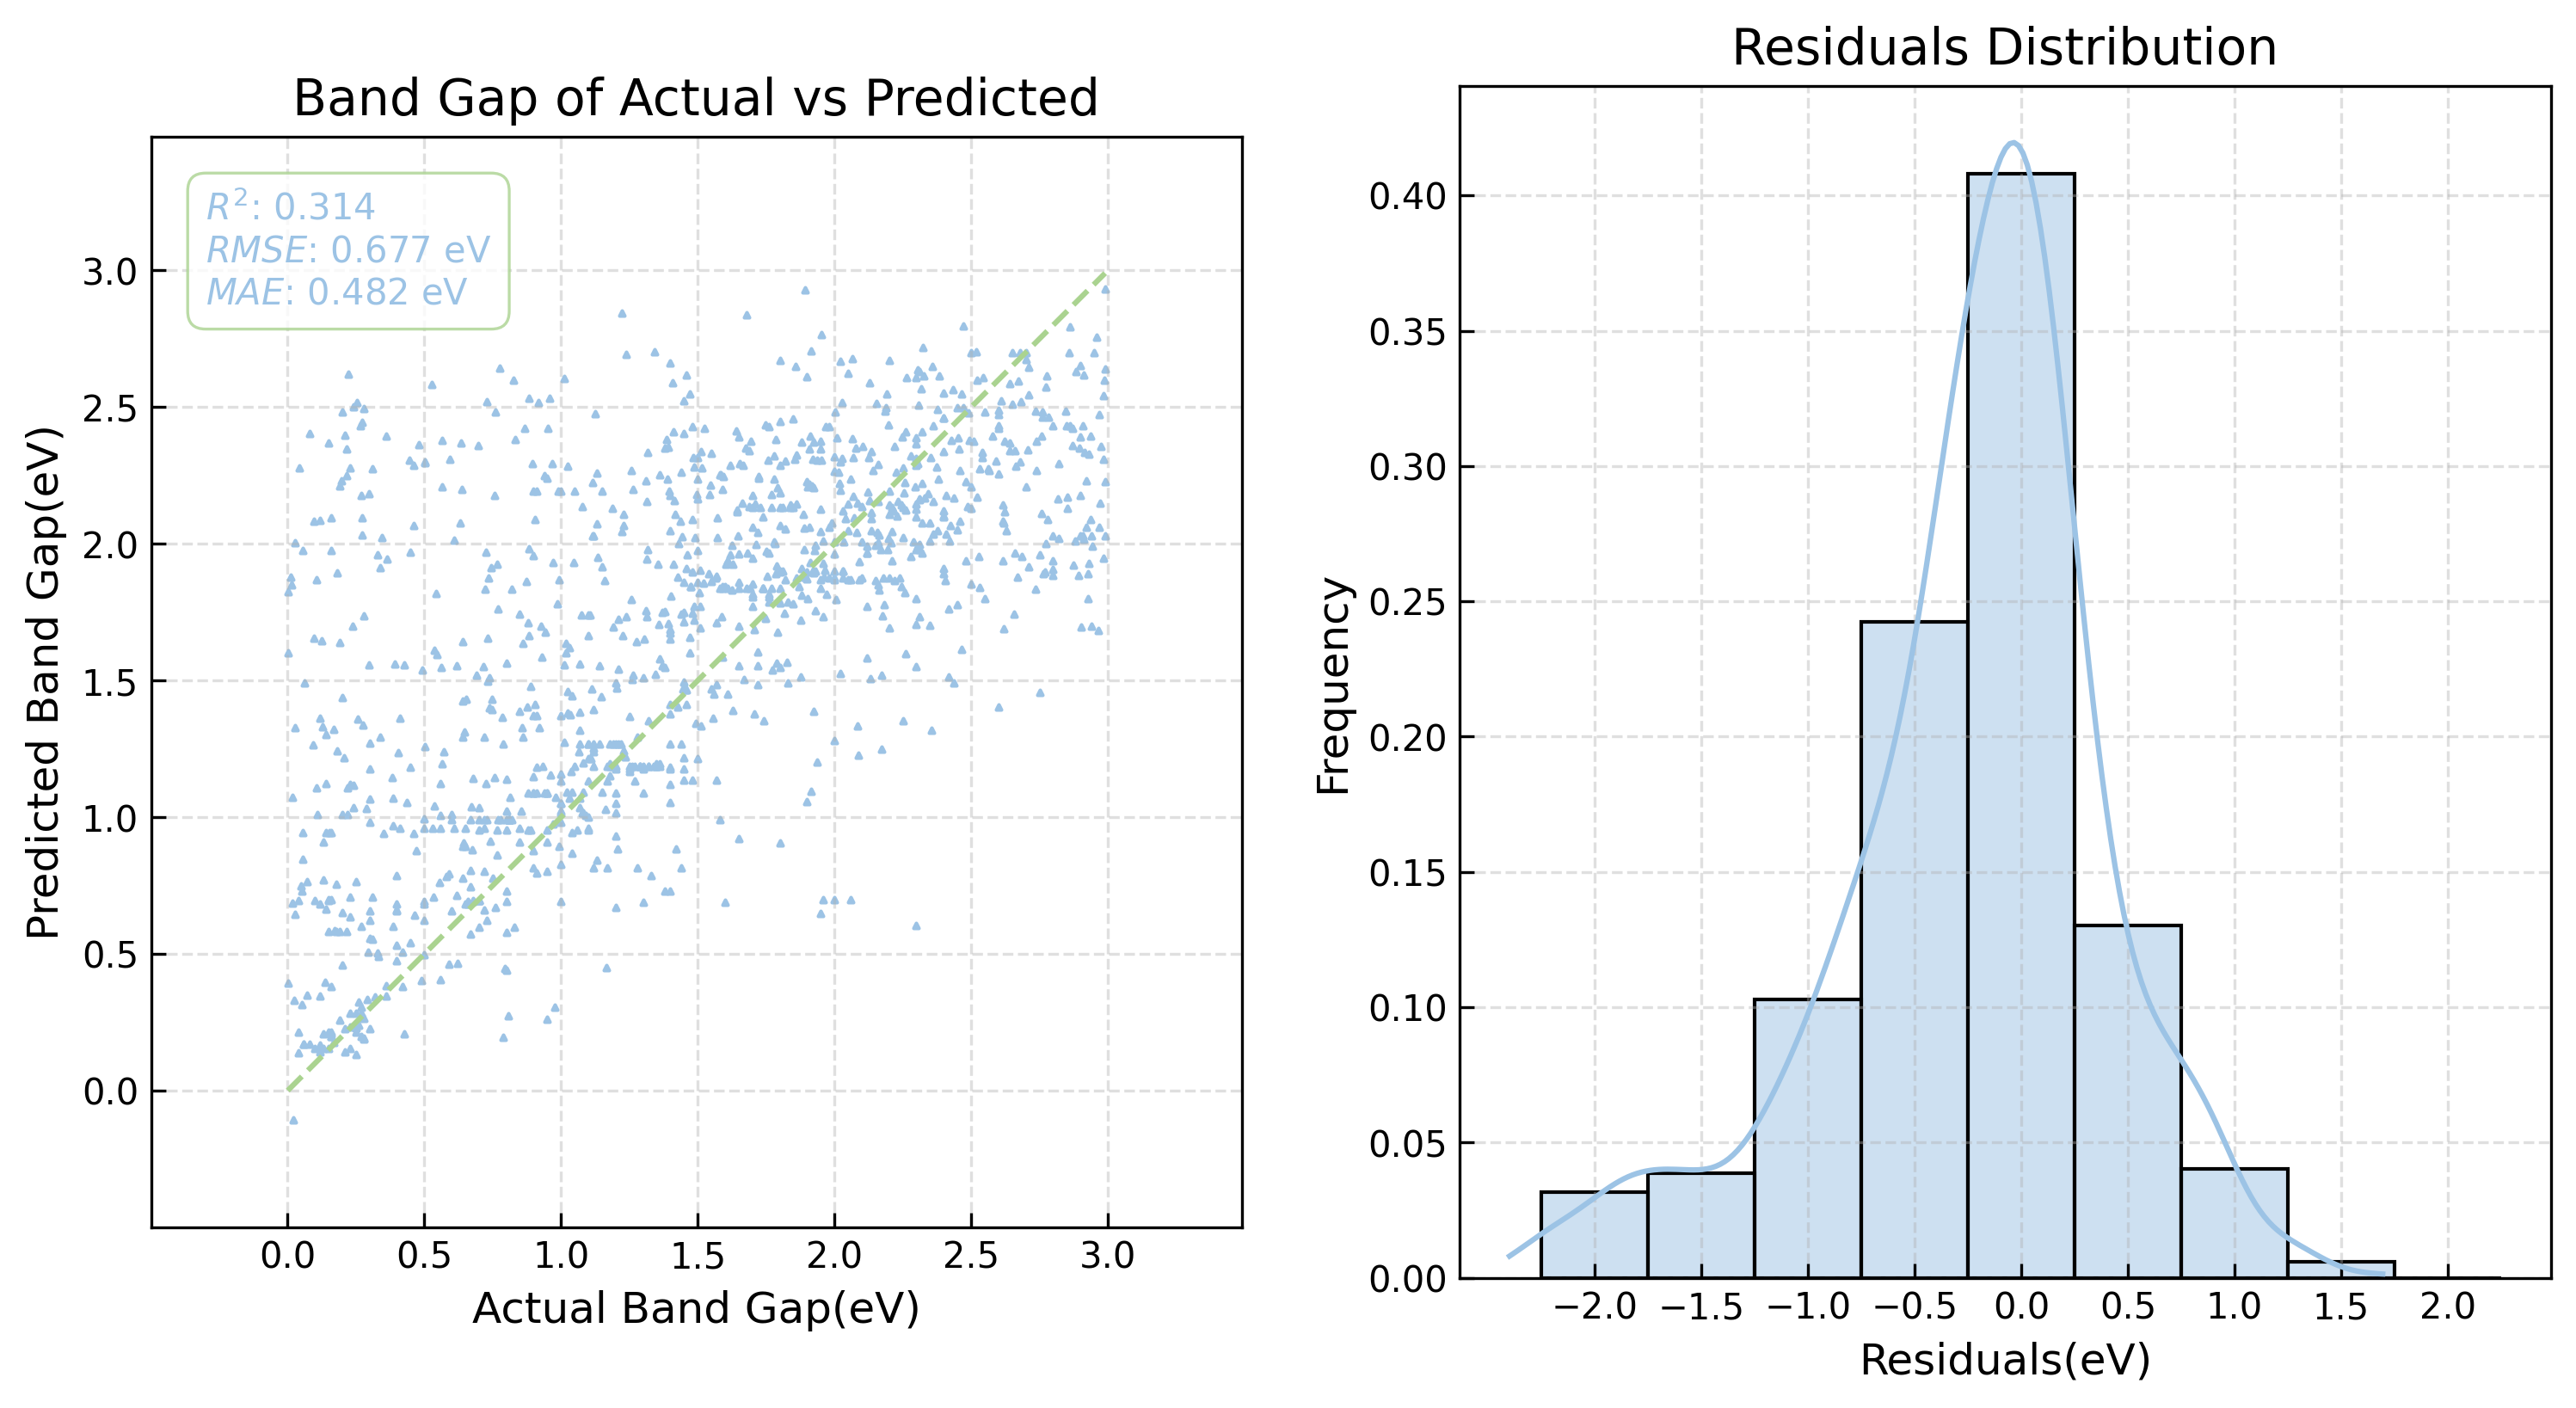 Band Gap of Actual vs Predicted
R²: 0.314
RMSE: 0.677 eV
MAE: 0.482 eV
3.0
2.5
2.0
1.5
1.0
0.5
0.0
Predicted Band Gap(eV)
0.0 0.5 1.0 1.5 2.0 2.5 3.0
Actual Band Gap(eV)
Residuals Distribution
0.40
0.35
0.30
0.25
0.20
0.15
0.10
0.05
0.00
Frequency
−2.0 −1.5 −1.0 −0.5 0.0 0.5 1.0 1.5 2.0
Residuals(eV)